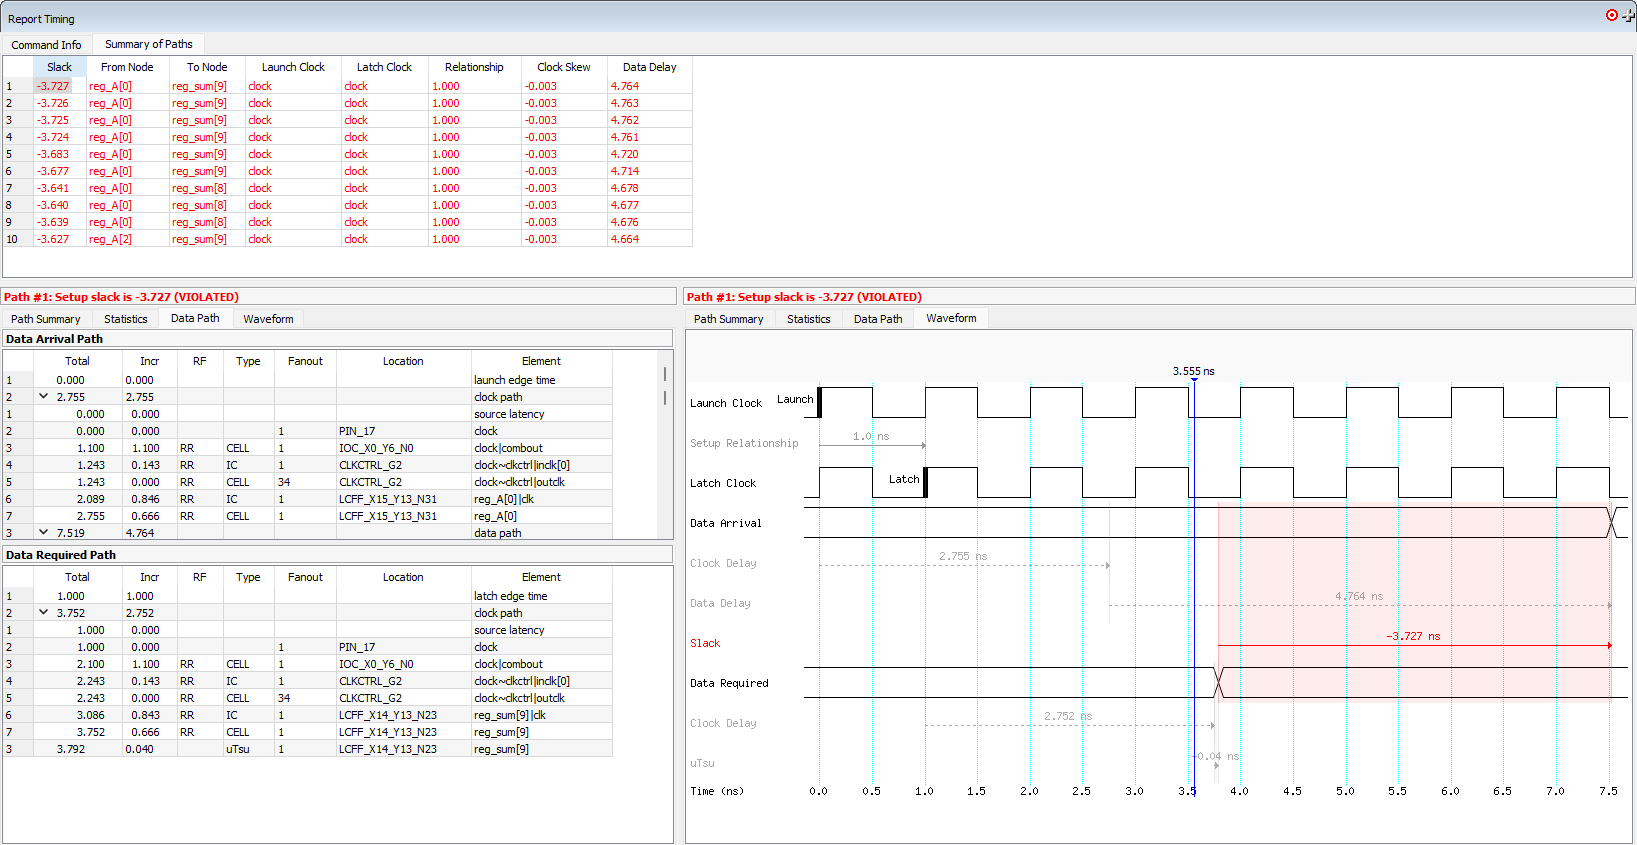 Report Timing
Command Info Summary of Paths
Slack From Node To Node Launch Clock Latch Clock Relationship Clock Skew Data Delay
1 -3.727 reg_A[0] reg_sum[9] clock clock 1.000 -0.003 4.764
2 -3.726 reg_A[0] reg_sum[9] clock clock 1.000 -0.003 4.763
3 -3.725 reg_A[0] reg_sum[9] clock clock 1.000 -0.003 4.762
4 -3.724 reg_A[0] reg_sum[9] clock clock 1.000 -0.003 4.761
5 -3.683 reg_A[0] reg_sum[9] clock clock 1.000 -0.003 4.720
6 -3.677 reg_A[0] reg_sum[9] clock clock 1.000 -0.003 4.714
7 -3.641 reg_A[0] reg_sum[8] clock clock 1.000 -0.003 4.678
8 -3.640 reg_A[0] reg_sum[8] clock clock 1.000 -0.003 4.677
9 -3.639 reg_A[0] reg_sum[8] clock clock 1.000 -0.003 4.676
10 -3.627 reg_A[2] reg_sum[9] clock clock 1.000 -0.003 4.664
Path #1: Setup slack is -3.727 (VIOLATED)
Path Summary Statistics Data Path Waveform
Data Arrival Path
Total Incr RF Type Fanout Location Element
1 0.000 0.000 launch edge time
2 2.755 2.755 clock path
1 0.000 0.000 source latency
2 0.000 0.000 1 PIN_17 clock
3 1.100 1.100 RR CELL 1 IOC_X0_Y6_N0 clock|combout
4 1.243 0.143 RR IC 1 CLKCTRL_G2 clock~clkctrl|inclk[0]
5 1.243 0.000 RR CELL 34 CLKCTRL_G2 clock~clkctrl|outclk
6 2.089 0.846 RR IC 1 LCFF_X15_Y13_N31 reg_A[0]|clk
7 2.755 0.666 RR CELL 1 LCFF_X15_Y13_N31 reg_A[0]
3 7.519 4.764 data path
Data Required Path
Total Incr RF Type Fanout Location Element
1 1.000 1.000 latch edge time
2 3.752 2.752 clock path
1 1.000 0.000 source latency
2 1.000 0.000 1 PIN_17 clock
3 2.100 1.100 RR CELL 1 IOC_X0_Y6_N0 clock|combout
4 2.243 0.143 RR IC 1 CLKCTRL_G2 clock~clkctrl|inclk[0]
5 2.243 0.000 RR CELL 34 CLKCTRL_G2 clock~clkctrl|outclk
6 3.086 0.843 RR IC 1 LCFF_X14_Y13_N23 reg_sum[9]|clk
7 3.752 0.666 RR CELL 1 LCFF_X14_Y13_N23 reg_sum[9]
3 3.792 0.040 uTsu 1 LCFF_X14_Y13_N23 reg_sum[9]
Path #1: Setup slack is -3.727 (VIOLATED)
Path Summary Statistics Data Path Waveform
3.555 ns
Launch Clock Launch
Setup Relationship 1.0 ns
Latch Clock Latch
Data Arrival
Clock Delay 2.755 ns
Data Delay 4.764 ns
Slack -3.727 ns
Data Required
Clock Delay 2.752 ns
uTsu -0.04 ns
Time (ns) 0.0 0.5 1.0 1.5 2.0 2.5 3.0 3.5 4.0 4.5 5.0 5.5 6.0 6.5 7.0 7.5